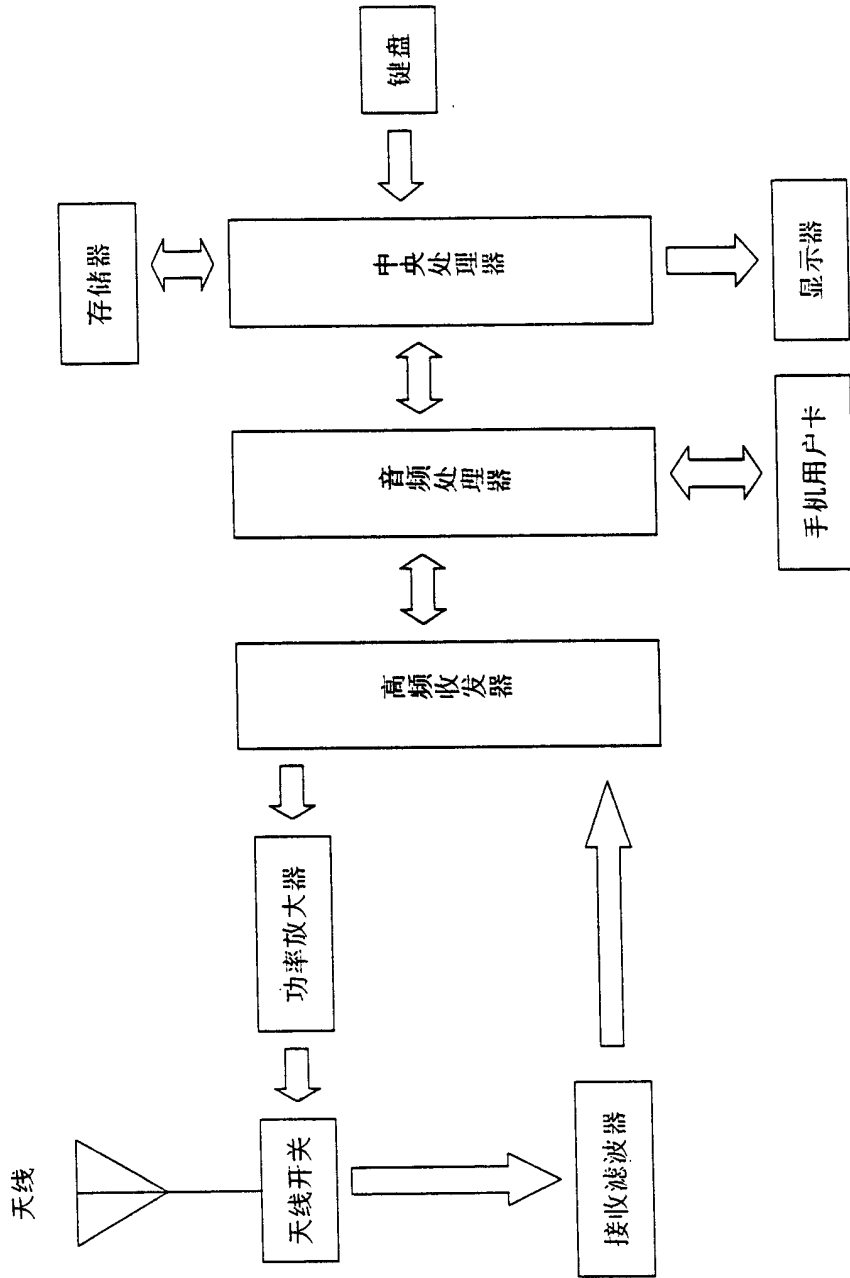 天线
天线开关
功率放大器
接收滤波器
高频收发器
音频处理器
中央处理器
存储器
键盘
手机用户卡
显示器